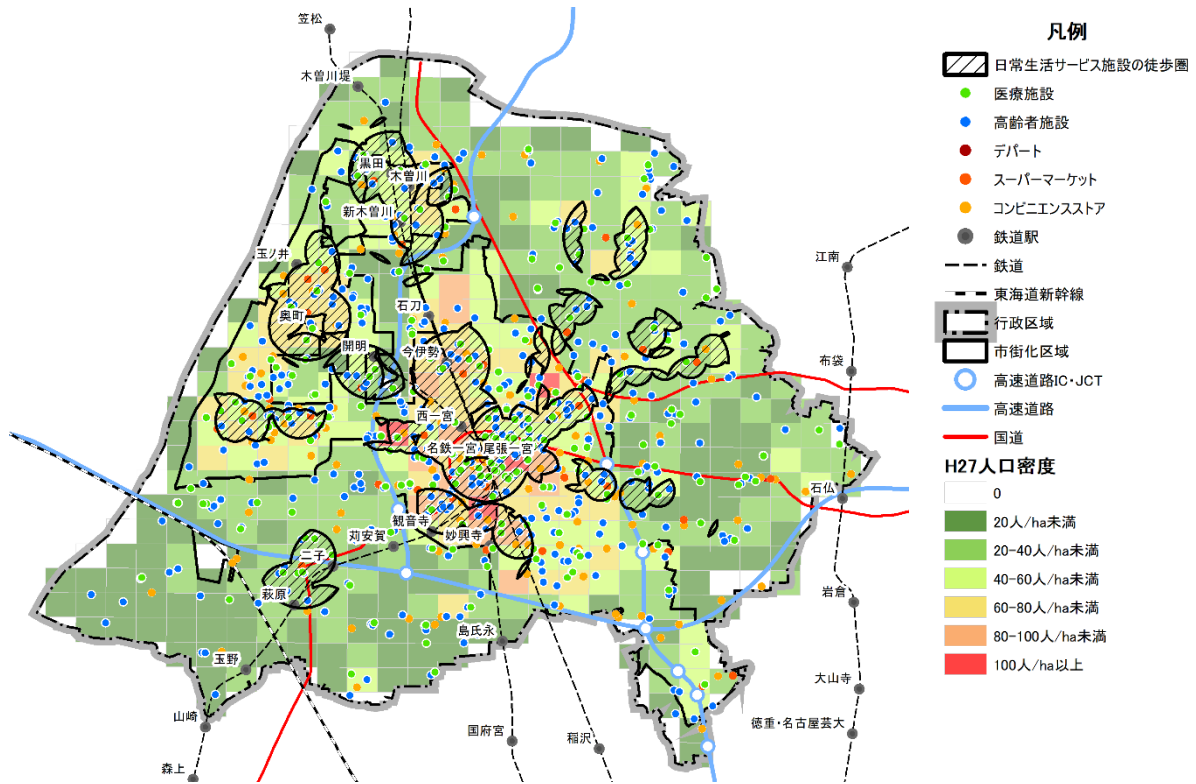 笠松
木曽川堤
黒田
木曽川
新木曽川
玉ノ井
石刀
奥町
開明
今伊勢
西一宮
名鉄一宮
尾張一宮
観音寺
妙興寺
苅安賀
二子
萩原
島氏永
玉野
山崎
森上
国府宮
稲沢
江南
布袋
石仏
岩倉
大山寺
徳重・名古屋芸大
凡例
日常生活サービス施設の徒歩圏
医療施設
高齢者施設
デパート
スーパーマーケット
コンビニエンスストア
鉄道駅
鉄道
東海道新幹線
行政区域
市街化区域
高速道路IC・JCT
高速道路
国道
H27人口密度
0
20人/ha未満
20-40人/ha未満
40-60人/ha未満
60-80人/ha未満
80-100人/ha未満
100人/ha以上